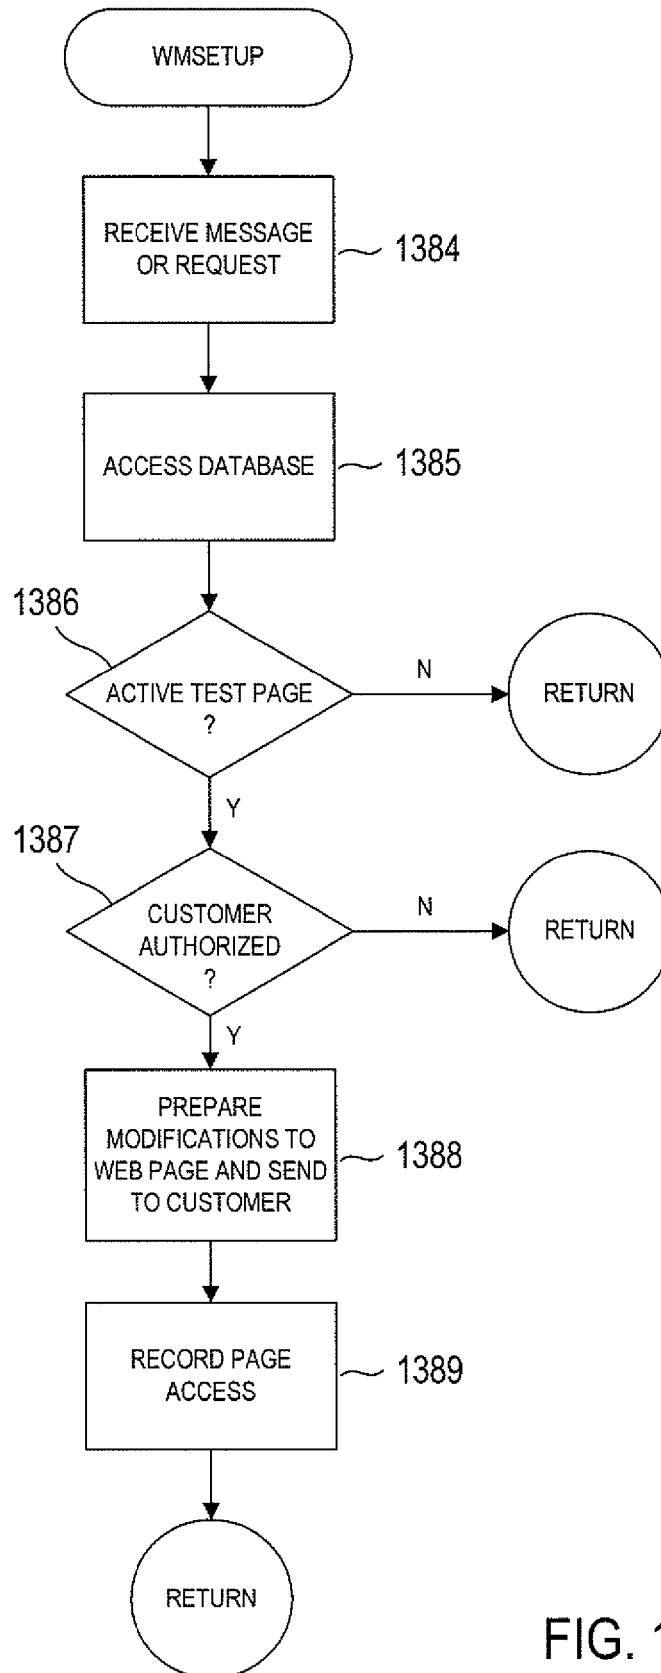 WMSETUP
RECEIVE MESSAGE
OR REQUEST
1384
ACCESS DATABASE
1385
1386
ACTIVE TEST PAGE
?
N
RETURN
Y
1387
CUSTOMER
AUTHORIZED
?
N
RETURN
Y
PREPARE
MODIFICATIONS TO
WEB PAGE AND SEND
TO CUSTOMER
1388
RECORD PAGE
ACCESS
1389
RETURN
FIG.